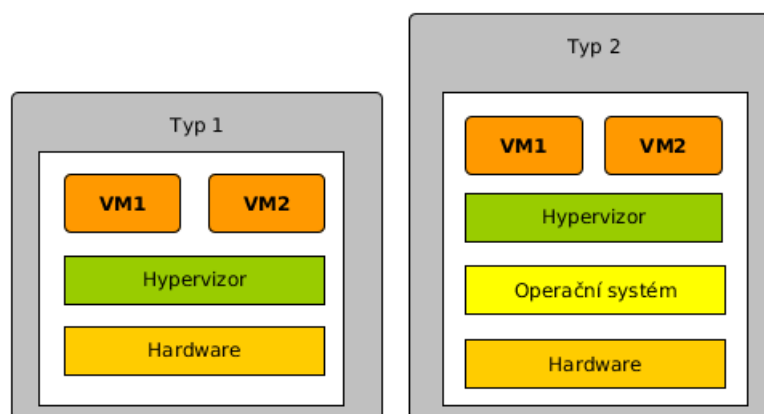 Typ 1
VM1 VM2
Hypervizor
Hardware
Typ 2
VM1 VM2
Hypervizor
Operační systém
Hardware